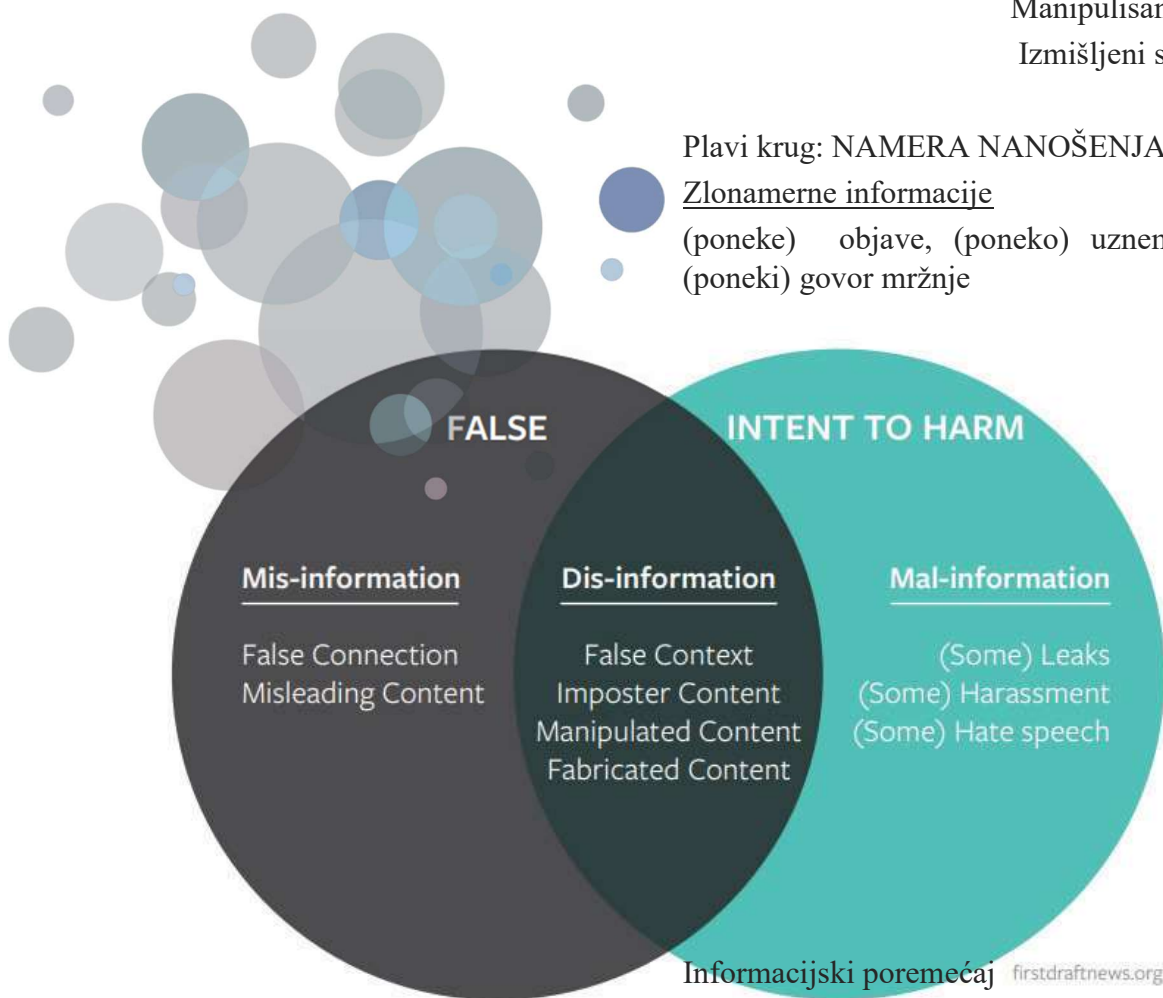 Manipulisan
Izmišljeni s
Plavi krug: NAMERA NANOŠENJA
Zlonamerne informacije
(poneke) objave, (poneko) uznem
(poneki) govor mržnje
FALSE
INTENT TO HARM
Mis-information
False Connection
Misleading Content
Dis-information
False Context
Imposter Content
Manipulated Content
Fabricated Content
Mal-information
(Some) Leaks
(Some) Harassment
(Some) Hate speech
Informacijski poremećaj firstdraftnews.org